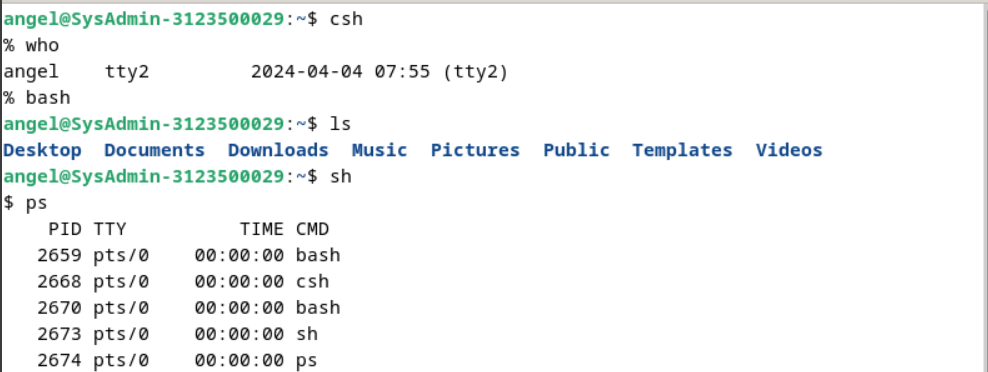 angel@SysAdmin-3123500029:~$ csh
% who
angel    tty2         2024-04-04 07:55 (tty2)
% bash
angel@SysAdmin-3123500029:~$ ls
Desktop  Documents  Downloads  Music  Pictures  Public  Templates  Videos
angel@SysAdmin-3123500029:~$ sh
$ ps
    PID TTY          TIME CMD
   2659 pts/0    00:00:00 bash
   2668 pts/0    00:00:00 csh
   2670 pts/0    00:00:00 bash
   2673 pts/0    00:00:00 sh
   2674 pts/0    00:00:00 ps